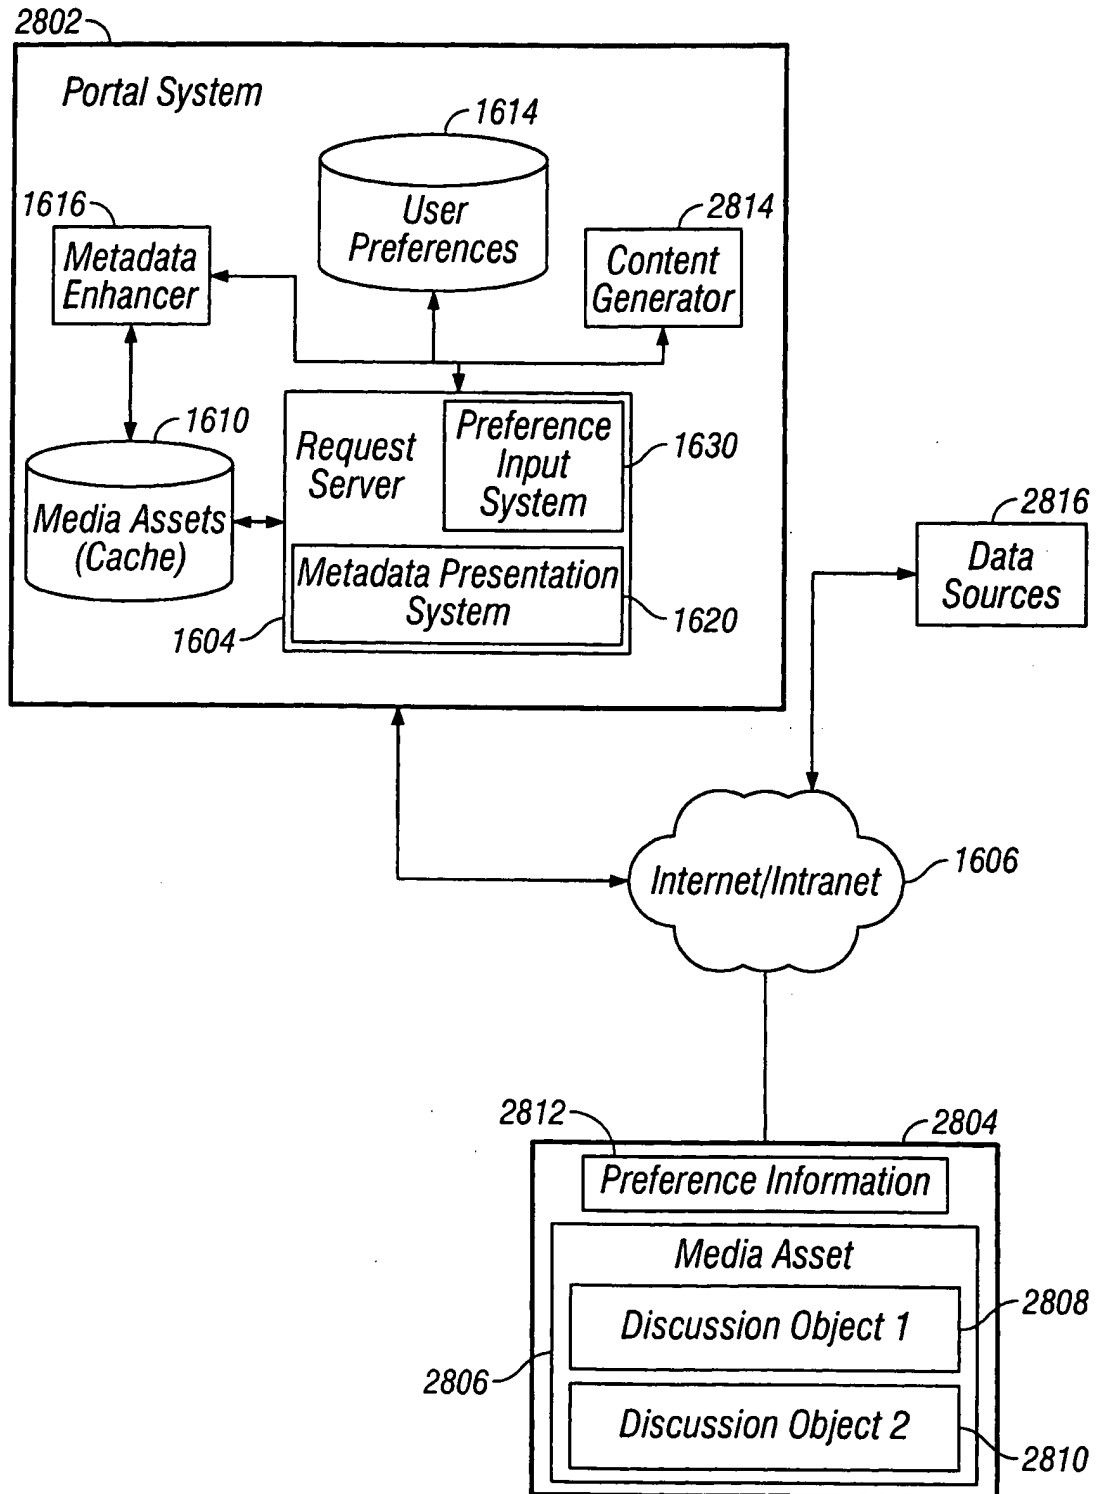 2802
Portal System
1614
User
Preferences
1616
Metadata
Enhancer
2814
Content
Generator
1610
Media Assets
(Cache)
Request
Server
Preference
Input
System
1630
Metadata Presentation
System
1604
1620
2816
Data
Sources
Internet/Intranet
1606
2812
2804
Preference Information
Media Asset
Discussion Object 1
2808
2806
Discussion Object 2
2810